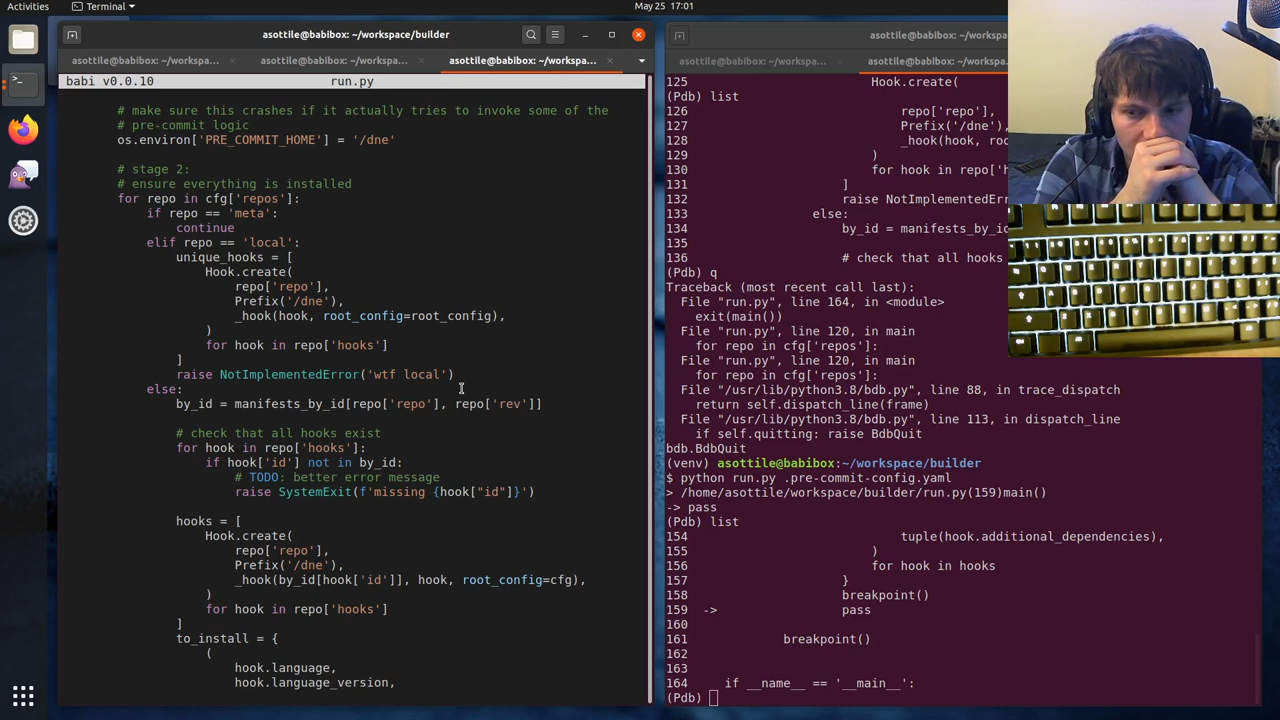 Activities
Terminal
May 25 17:01
asottile@babibox: ~/workspace/builder
asottile@babibox: ~/workspa...
asottile@babibox: ~/workspa...
asottile@babibox: ~/workspa...
babi v0.0.10
run.py
# make sure this crashes if it actually tries to invoke some of the
# pre-commit logic
os.environ['PRE_COMMIT_HOME'] = '/dne'
# stage 2:
# ensure everything is installed
for repo in cfg['repos']:
if repo == 'meta':
continue
elif repo == 'local':
unique_hooks = [
Hook.create(
repo['repo'],
Prefix('/dne'),
_hook(hook, root_config=root_config),
)
for hook in repo['hooks']
]
raise NotImplementedError('wtf local')
else:
by_id = manifests_by_id[repo['repo'], repo['rev']]
# check that all hooks exist
for hook in repo['hooks']:
if hook['id'] not in by_id:
# TODO: better error message
raise SystemExit(f'missing {hook["id"]}')
hooks = [
Hook.create(
repo['repo'],
Prefix('/dne'),
_hook(by_id[hook['id']], hook, root_config=cfg),
)
for hook in repo['hooks']
]
to_install = {
(
hook.language,
hook.language_version,
asottile@babibox:
asottile@babibox: ~/workspa...
asottile@babibox: ~/workspa
125 Hook.create(
(Pdb) list
126 repo['repo'],
127 Prefix('/dne'),
128 _hook(hook, roo
129 )
130 for hook in repo['h
131 ]
132 raise NotImplementedErr
133 else:
134 by_id = manifests_by_id
135
136 # check that all hooks
(Pdb) q
Traceback (most recent call last):
File "run.py", line 164, in <module>
exit(main())
File "run.py", line 120, in main
for repo in cfg['repos']:
File "run.py", line 120, in main
for repo in cfg['repos']:
File "/usr/lib/python3.8/bdb.py", line 88, in trace_dispatch
return self.dispatch_line(frame)
File "/usr/lib/python3.8/bdb.py", line 113, in dispatch_line
if self.quitting: raise BdbQuit
bdb.BdbQuit
(venv) asottile@babibox:~/workspace/builder
$ python run.py .pre-commit-config.yaml
> /home/asottile/workspace/builder/run.py(159)main()
-> pass
(Pdb) list
154 tuple(hook.additional_dependencies),
155 )
156 for hook in hooks
157 }
158 breakpoint()
159 -> pass
160
161 breakpoint()
162
163
164 if __name__ == '__main__':
(Pdb)